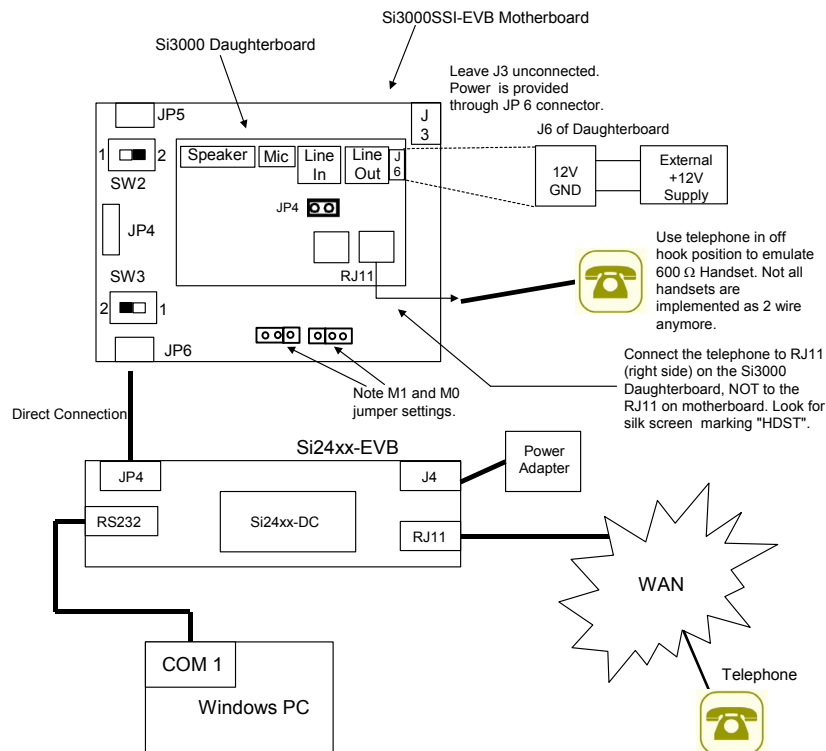 Si3000SSI-EVB Motherboard
Si3000 Daughterboard
Leave J3 unconnected.
Power is provided
through JP 6 connector.
J
3
JP5
J6 of Daughterboard
1
2
SW2
Speaker
Mic
Line
In
Line
Out
J
6
12V
GND
External
+12V
Supply
JP4
JP4
RJ11
SW3
2
1
JP6
Use telephone in off
hook position to emulate
600 Ω Handset. Not all
handsets are
implemented as 2 wire
anymore.
Note M1 and M0
jumper settings.
Connect the telephone to RJ11
(right side) on the Si3000
Daughterboard, NOT to the
RJ11 on motherboard. Look for
silk screen marking "HDST".
Direct Connection
Si24xx-EVB
JP4
J4
Power
Adapter
RS232
Si24xx-DC
RJ11
WAN
COM 1
Windows PC
Telephone